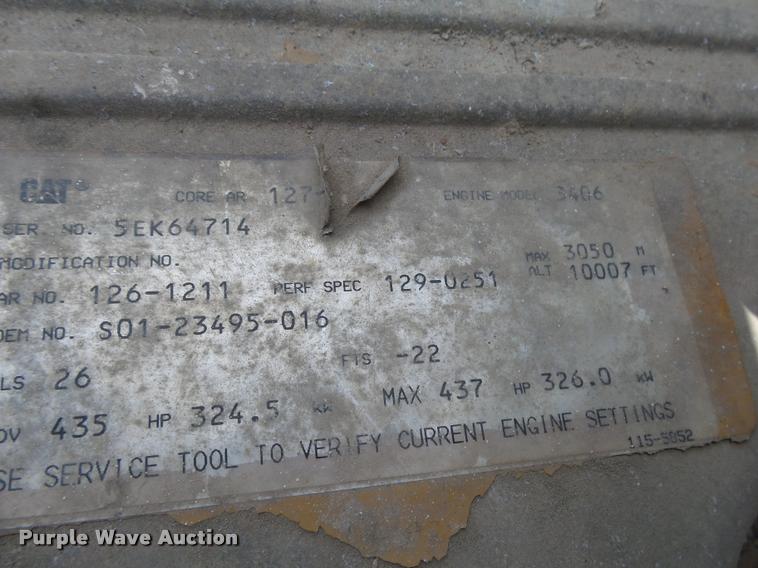 CAT® CORE AR 127- ENGINE MODEL 3406
SER. NO. 5EK64714
MODIFICATION NO. MAX 3050 M
ALT 10007 FT
AR NO. 126-1211 PERF SPEC 129-0251
OEM NO. S01-23495-016
LS 26 FTS -22
OV 435 HP 324.5 kW MAX 437 HP 326.0 kW
SE SERVICE TOOL TO VERIFY CURRENT ENGINE SETTINGS
115-5052
Purple Wave Auction